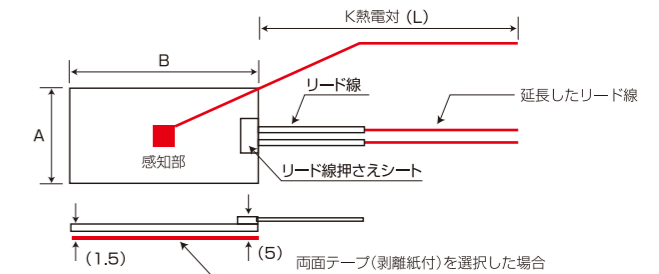 K熱電対 (L)
B
リード線
延長したリード線
A
感知部
リード線押さえシート
(1.5)
(5)
両面テープ(剥離紙付)を選択した場合